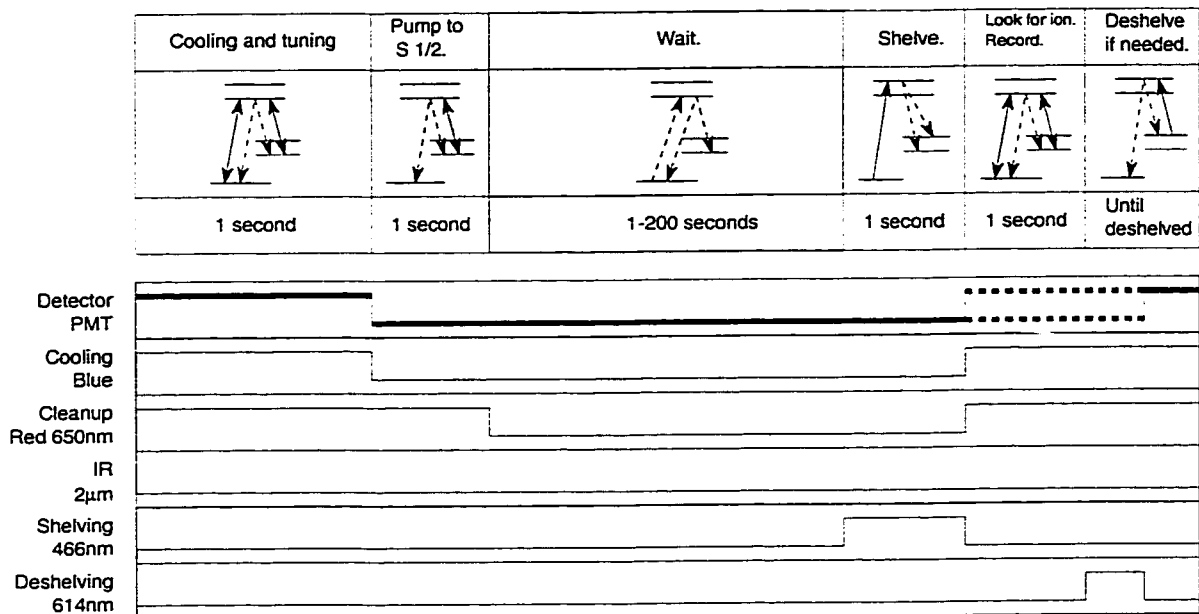 Cooling and tuning
Pump to
S 1/2.
Wait.
Shelve.
Look for ion.
Record.
Deshelve
if needed.
1 second
1 second
1-200 seconds
1 second
1 second
Until
deshelved
Detector
PMT
Cooling
Blue
Cleanup
Red 650nm
IR
2µm
Shelving
466nm
Deshelving
614nm